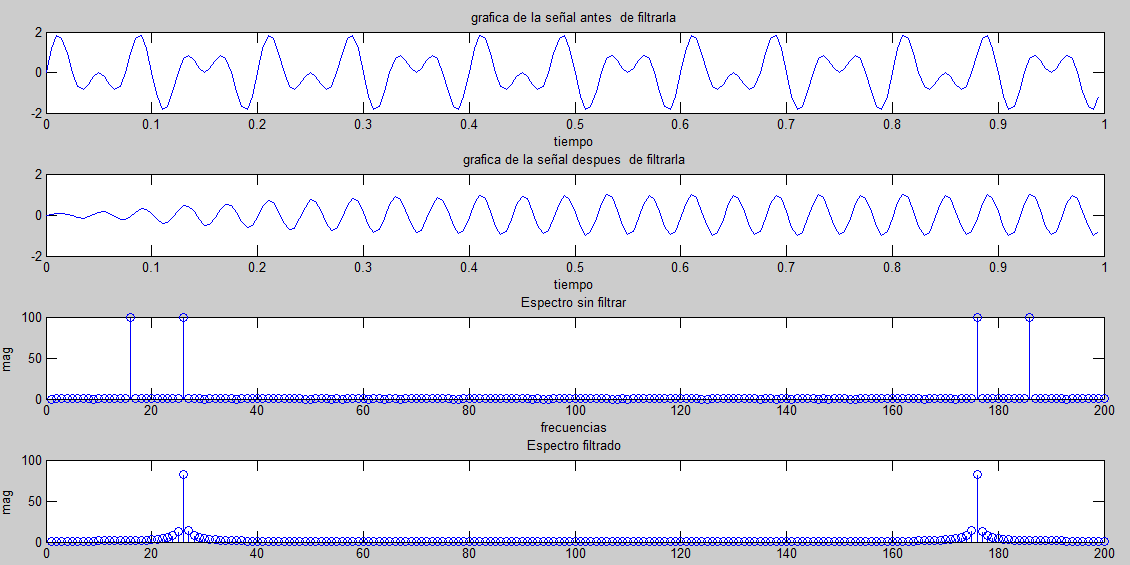 grafica de la señal antes  de filtrarla
2
0
-2
0 0.1 0.2 0.3 0.4 0.5 0.6 0.7 0.8 0.9 1
tiempo
grafica de la señal despues  de filtrarla
2
0
-2
0 0.1 0.2 0.3 0.4 0.5 0.6 0.7 0.8 0.9 1
tiempo
Espectro sin filtrar
100
mag
50
0
0 20 40 60 80 100 120 140 160 180 200
frecuencias
Espectro filtrado
100
mag
50
0
0 20 40 60 80 100 120 140 160 180 200